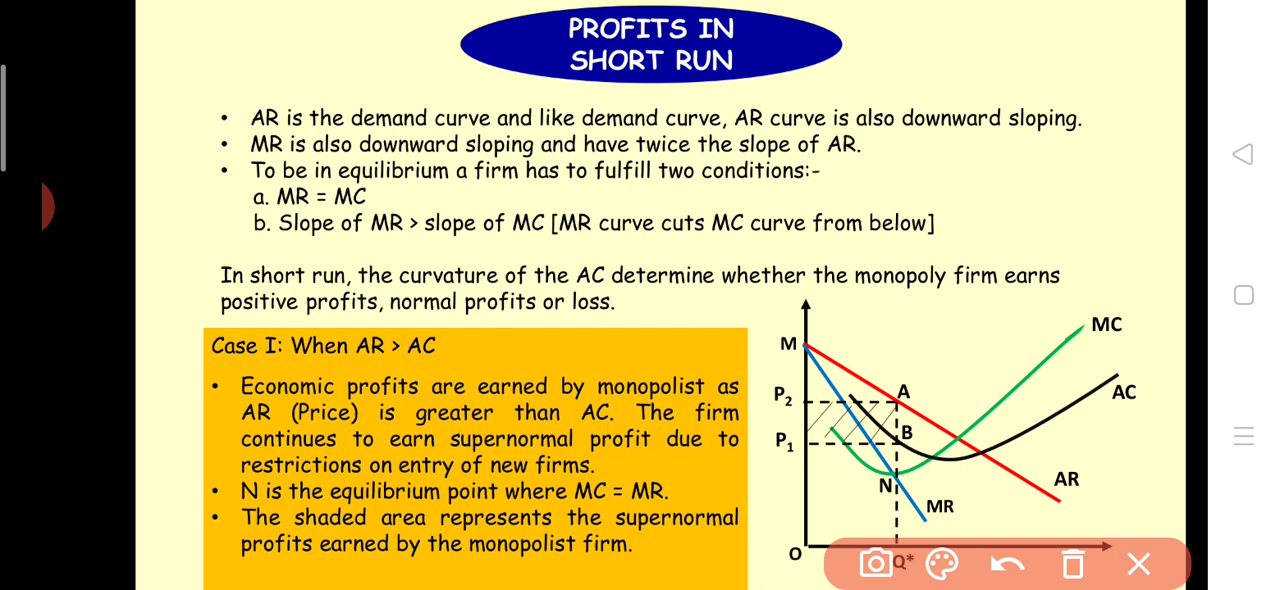 PROFITS IN
SHORT RUN
• AR is the demand curve and like demand curve, AR curve is also downward sloping.
• MR is also downward sloping and have twice the slope of AR.
• To be in equilibrium a firm has to fulfill two conditions:-
a. MR = MC
b. Slope of MR > slope of MC [MR curve cuts MC curve from below]
In short run, the curvature of the AC determine whether the monopoly firm earns
positive profits, normal profits or loss.
Case I: When AR > AC
• Economic profits are earned by monopolist as
AR (Price) is greater than AC. The firm
continues to earn supernormal profit due to
restrictions on entry of new firms.
• N is the equilibrium point where MC = MR.
• The shaded area represents the supernormal
profits earned by the monopolist firm.
MC
M
P₂
A
AC
P₁
B
N
AR
MR
O
Q*